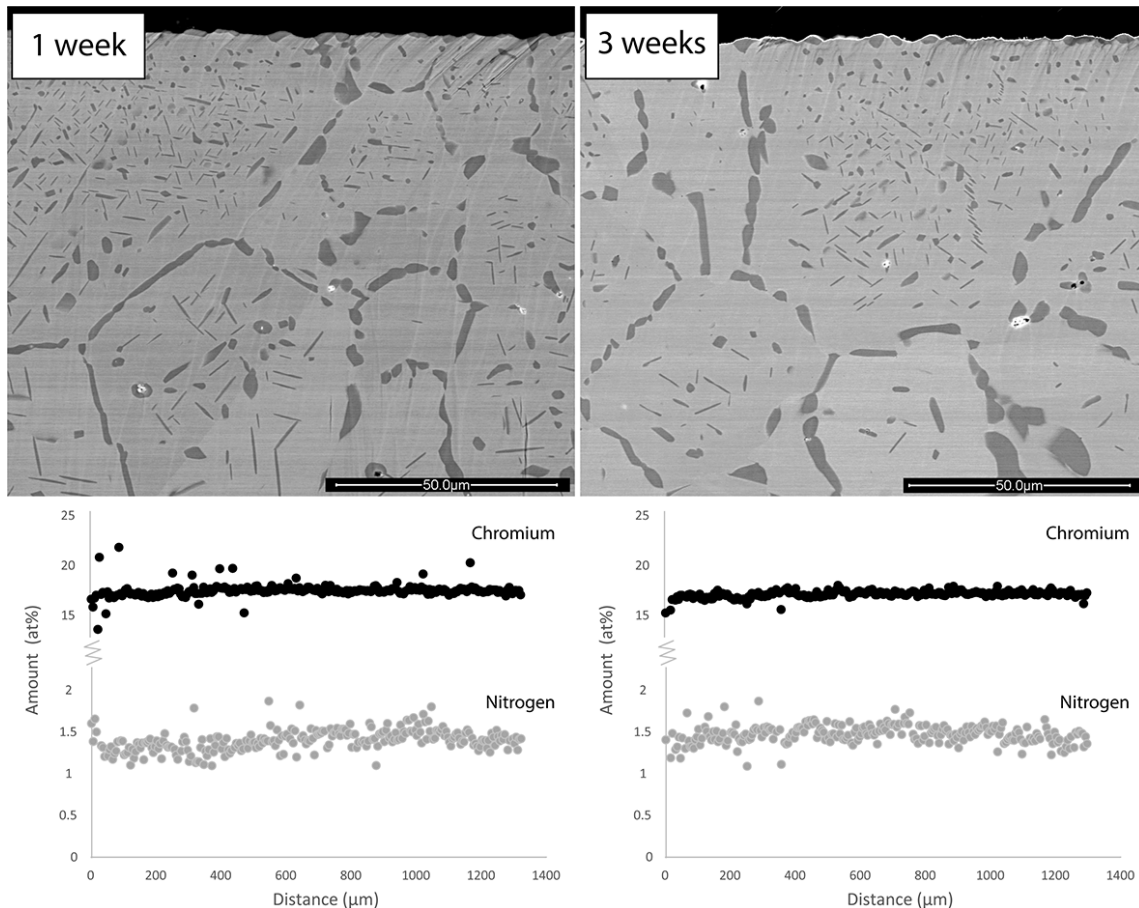 1 week
3 weeks
50.0µm
50.0µm
25
20
15
2
1.5
1
0.5
0
Amount (at%)
Chromium
Nitrogen
0 200 400 600 800 1000 1200 1400
Distance (µm)
25
20
15
2
1.5
1
0.5
0
Amount (at%)
Chromium
Nitrogen
0 200 400 600 800 1000 1200 1400
Distance (µm)